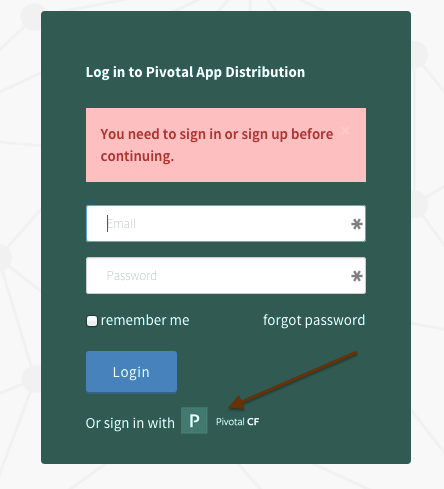 Log in to Pivotal App Distribution
You need to sign in or sign up before
continuing.
Email
Password
remember me forgot password
Login
Or sign in with P Pivotal CF